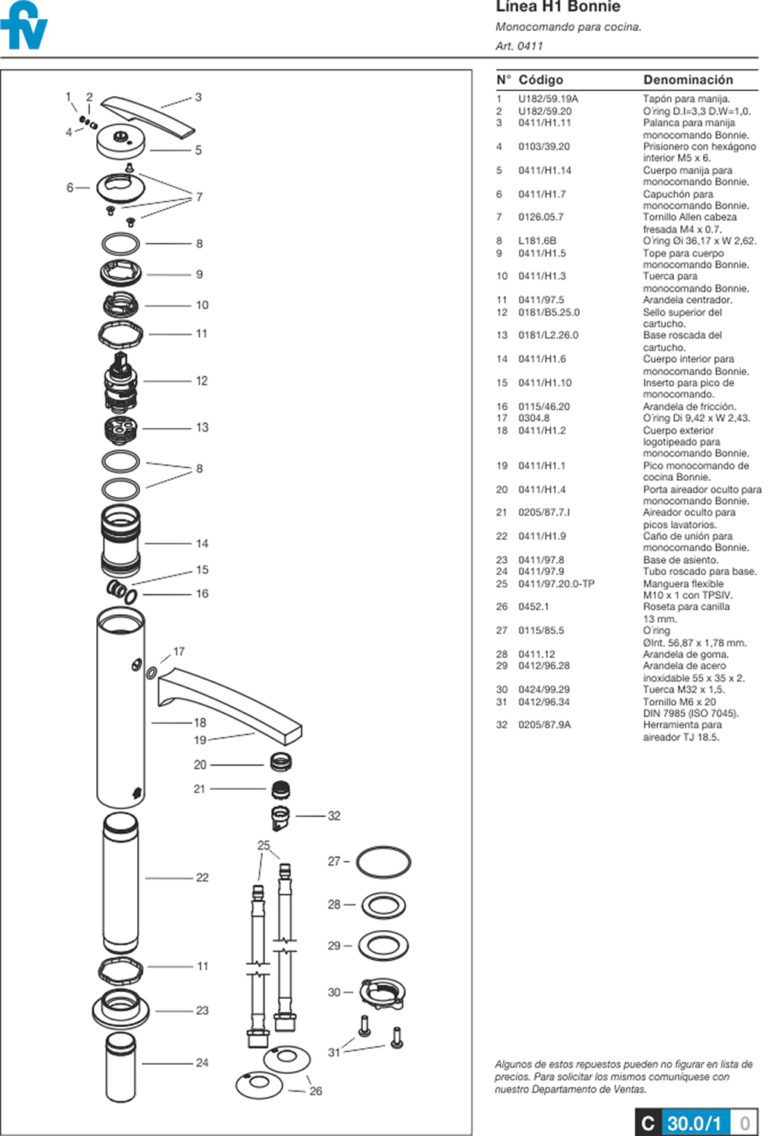 fv
Línea H1 Bonnie
Monocomando para cocina.
Art. 0411
N° Código Denominación
1 U182/59.19A Tapón para manija.
2 U182/59.20 O´ring D.I=3,3 D.W=1,0.
3 0411/H1.11 Palanca para manija
monocomando Bonnie.
4 0103/39.20 Prisionero con hexágono
interior M5 x 6.
5 0411/H1.14 Cuerpo manija para
monocomando Bonnie.
6 0411/H1.7 Capuchón para
monocomando Bonnie.
7 0126.05.7 Tornillo Allen cabeza
fresada M4 x 0.7.
8 L181.6B O´ring Øi 36,17 x W 2,62.
9 0411/H1.5 Tope para cuerpo
monocomando Bonnie.
10 0411/H1.3 Tuerca para
monocomando Bonnie.
11 0411/97.5 Arandela centrador.
12 0181/B5.25.0 Sello superior del
cartucho.
13 0181/L2.26.0 Base roscada del
cartucho.
14 0411/H1.6 Cuerpo interior para
monocomando Bonnie.
15 0411/H1.10 Inserto para pico de
monocomando.
16 0115/46.20 Arandela de fricción.
17 0304.8 O´ring Di 9,42 x W 2,43.
18 0411/H1.2 Cuerpo exterior
logotipeado para
monocomando Bonnie.
19 0411/H1.1 Pico monocomando de
cocina Bonnie.
20 0411/H1.4 Porta aireador oculto para
monocomando Bonnie.
21 0205/87.7.I Aireador oculto para
picos lavatorios.
22 0411/H1.9 Caño de unión para
monocomando Bonnie.
23 0411/97.8 Base de asiento.
24 0411/97.9 Tubo roscado para base.
25 0411/97.20.0-TP Manguera flexible
M10 x 1 con TPSIV.
26 0452.1 Roseta para canilla
13 mm.
27 0115/85.5 O´ring
ØInt. 56,87 x 1,78 mm.
28 0411.12 Arandela de goma.
29 0412/96.28 Arandela de acero
inoxidable 55 x 35 x 2.
30 0424/99.29 Tuerca M32 x 1,5.
31 0412/96.34 Tornillo M6 x 20
DIN 7985 (ISO 7045).
32 0205/87.9A Herramienta para
aireador TJ 18.5.
1 2 3
4
5
6
7
8
9
10
11
12
13
8
14
15
16
17
18
19
20
21
32
25
27
22
28
29
11
30
23
31
24
26
Algunos de estos repuestos pueden no figurar en lista de
precios. Para solicitar los mismos comuníquese con
nuestro Departamento de Ventas.
C 30.0/1 0